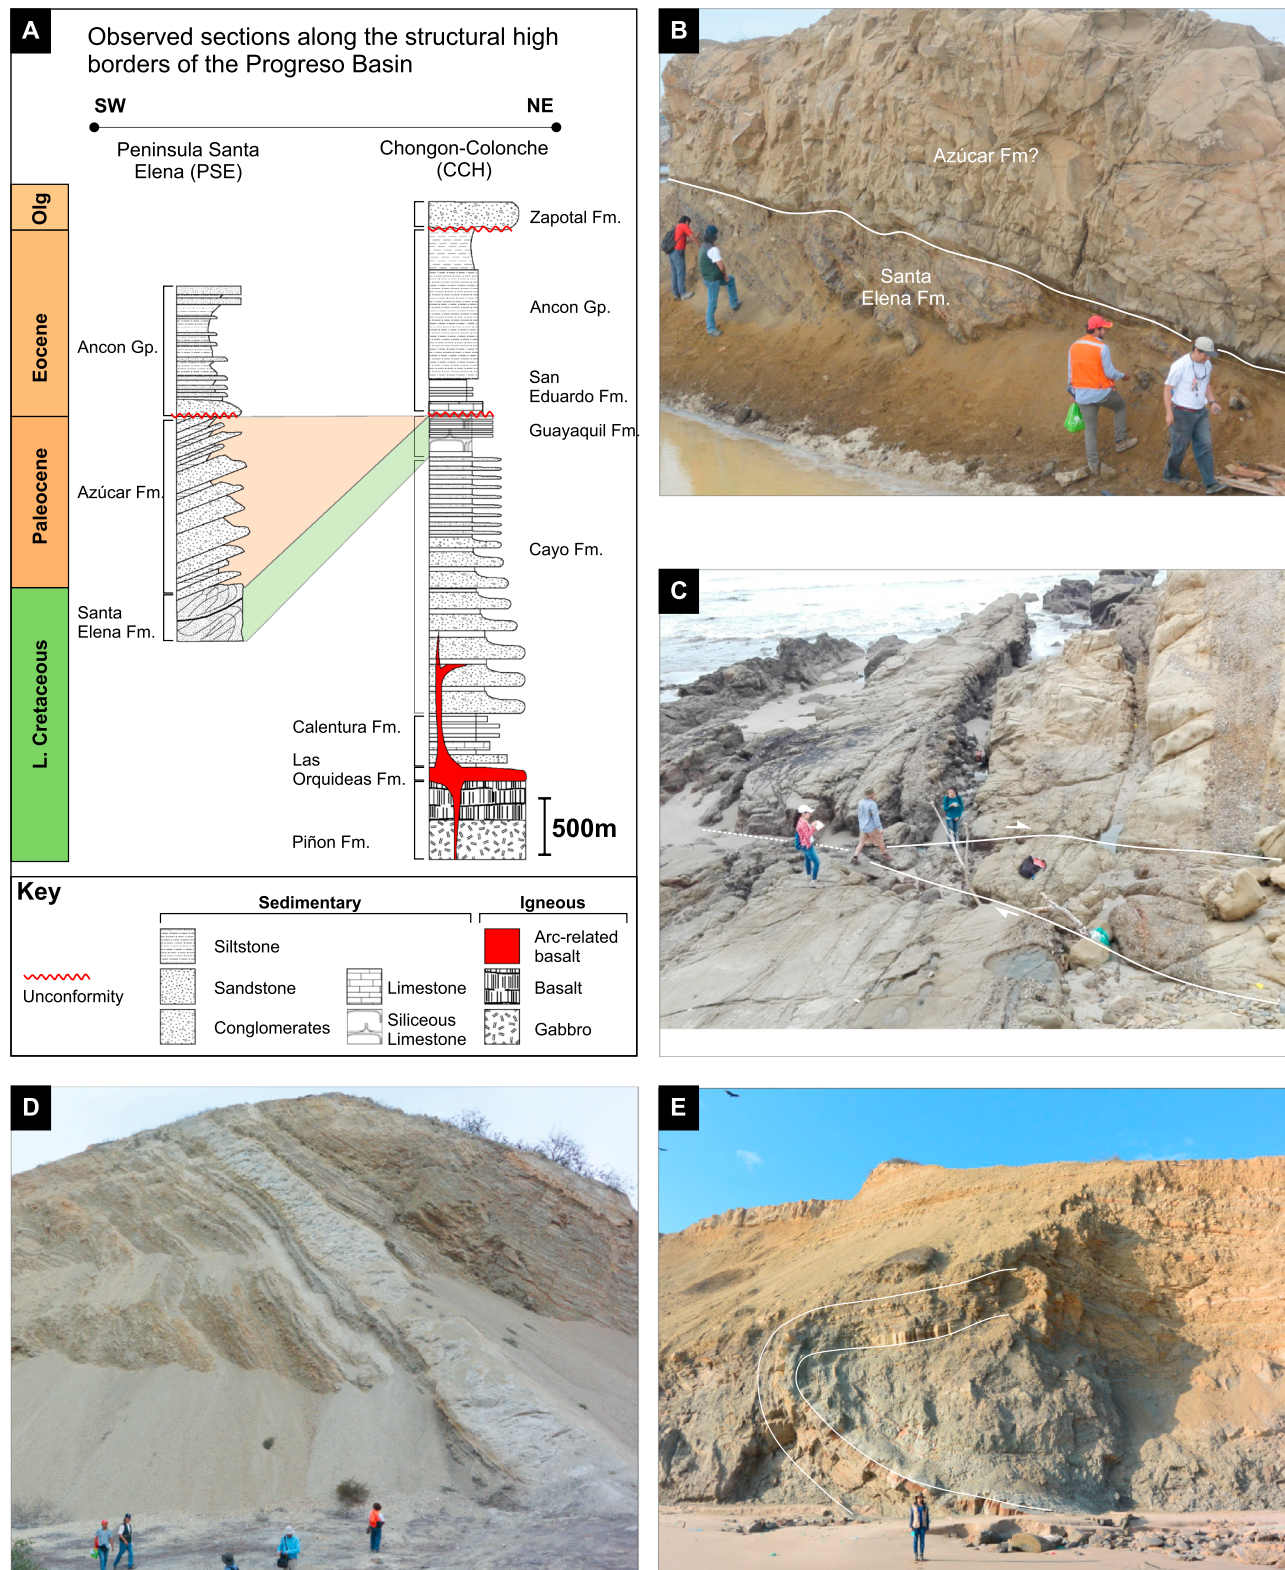 A
Observed sections along the structural high
borders of the Progreso Basin
SW
NE
Peninsula Santa
Elena (PSE)
Chongon-Colonche
(CCH)
Olg
Eocene
Paleocene
L. Cretaceous
Ancon Gp.
Azúcar Fm.
Santa
Elena Fm.
Zapotal Fm.
Ancon Gp.
San
Eduardo Fm.
Guayaquil Fm.
Cayo Fm.
Calentura Fm.
Las
Orquideas Fm.
Piñon Fm.
500m
Key
Sedimentary
Igneous
Unconformity
Siltstone
Sandstone
Conglomerates
Limestone
Siliceous
Limestone
Arc-related
basalt
Basalt
Gabbro
B
Azúcar Fm?
Santa
Elena Fm.
C
D
E